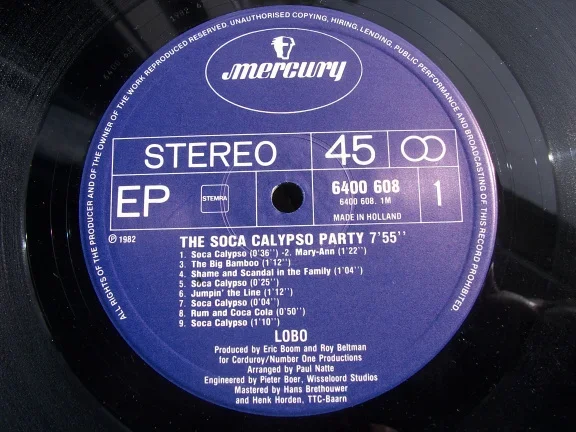 ALL RIGHTS OF THE PRODUCER AND OF THE OWNER OF THE WORK REPRODUCED RESERVED. UNAUTHORISED COPYING, HIRING, LENDING, PUBLIC PERFORMANCE AND BROADCASTING OF THIS RECORD PROHIBITED.
mercury
STEREO 45
EP STEMRA 6400 608 1
6400 608. 1M
MADE IN HOLLAND
℗ 1982
THE SOCA CALYPSO PARTY 7'55''
1. Soca Calypso (0'36'') -2. Mary-Ann (1'22'')
3. The Big Bamboo (1'12'')
4. Shame and Scandal in the Family (1'04'')
5. Soca Calypso (0'25'')
6. Jumpin' the Line (1'12'')
7. Soca Calypso (0'04'')
8. Rum and Coca Cola (0'50'')
9. Soca Calypso (1'10'')
LOBO
Produced by Eric Boom and Roy Beltman
for Corduroy/Number One Productions
Arranged by Paul Natte
Engineered by Pieter Boer, Wisseloord Studios
Mastered by Hans Brethouwer
and Henk Horden, TTC-Baarn